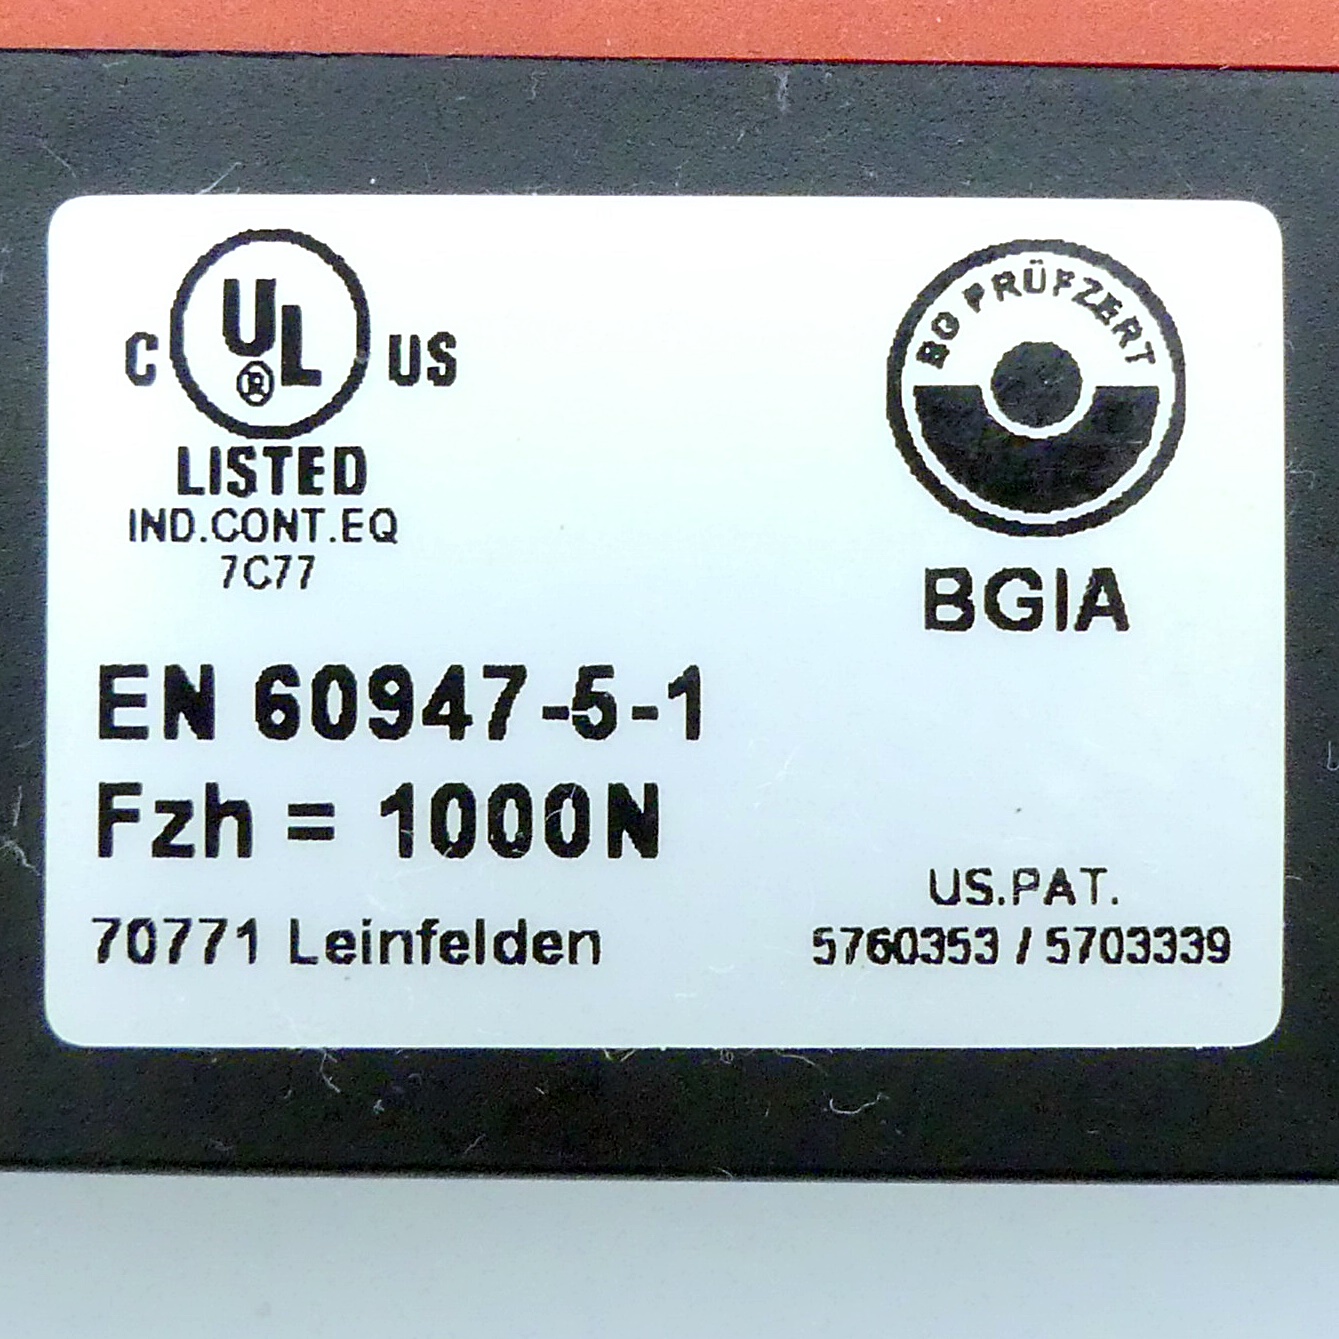 C UL ® US
LISTED
IND.CONT.EQ
7C77
BG PRÜFZERT
BGIA
EN 60947-5-1
Fzh = 1000N
70771 Leinfelden
US.PAT.
5760353 / 5703339